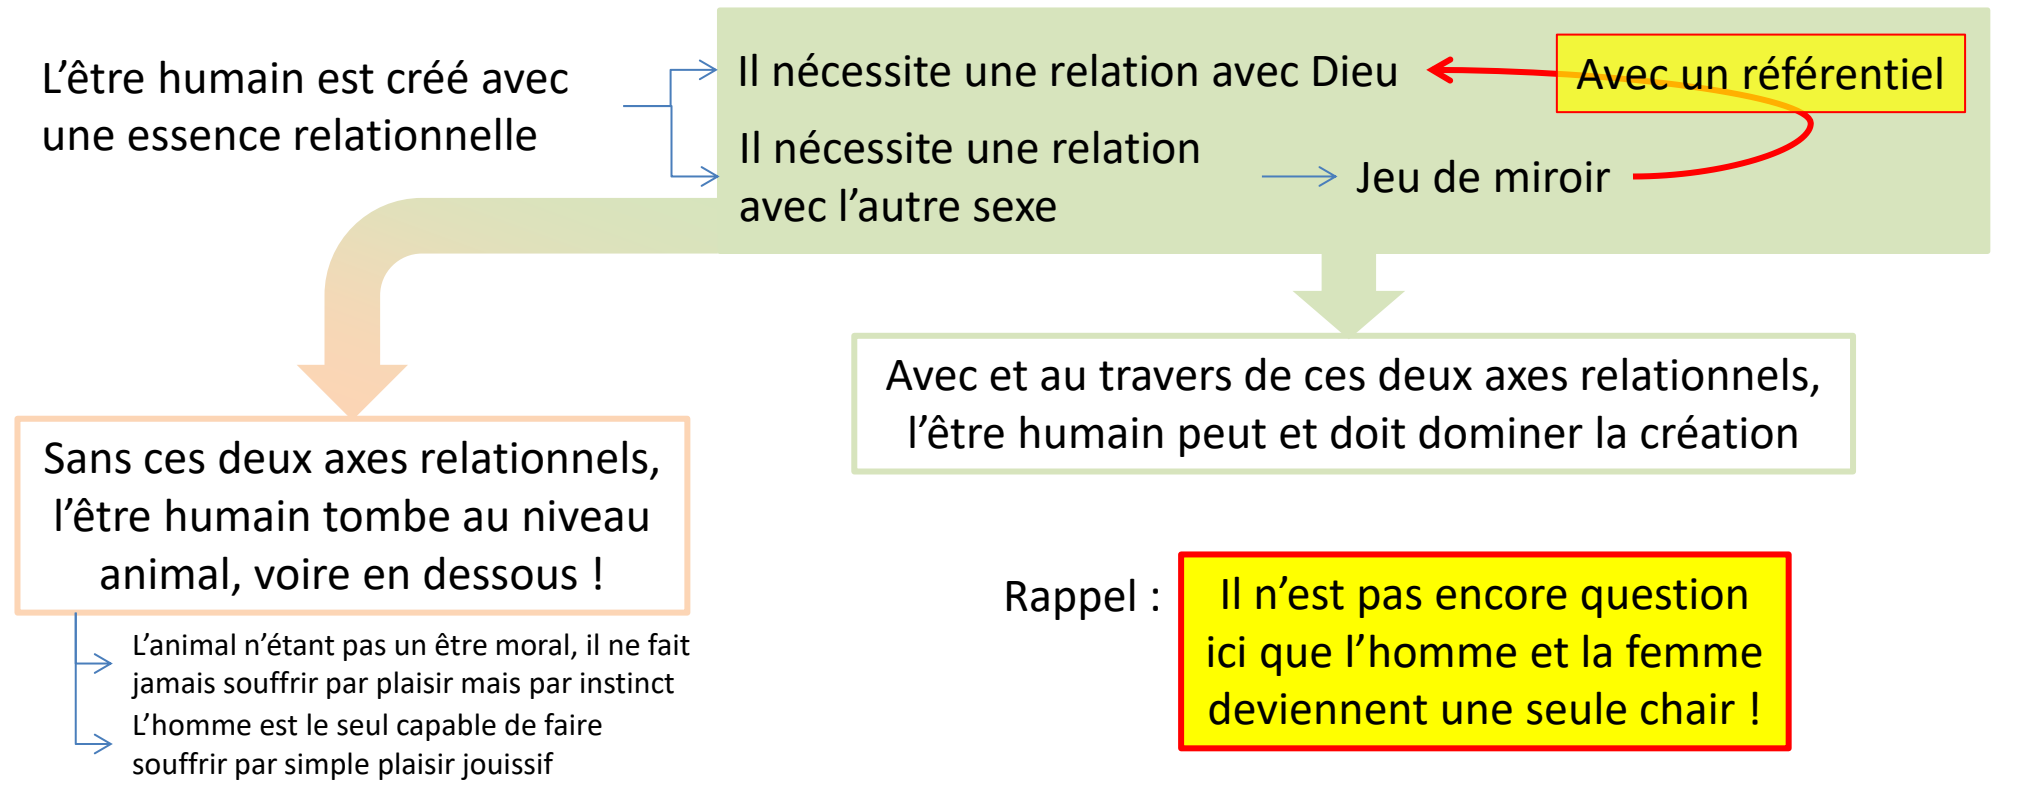 L’être humain est créé avec
une essence relationnelle
Il nécessite une relation avec Dieu
Avec un référentiel
Il nécessite une relation
avec l’autre sexe
Jeu de miroir
Avec et au travers de ces deux axes relationnels,
l’être humain peut et doit dominer la création
Sans ces deux axes relationnels,
l’être humain tombe au niveau
animal, voire en dessous !
L’animal n’étant pas un être moral, il ne fait
jamais souffrir par plaisir mais par instinct
L’homme est le seul capable de faire
souffrir par simple plaisir jouissif
Rappel :
Il n’est pas encore question
ici que l’homme et la femme
deviennent une seule chair !